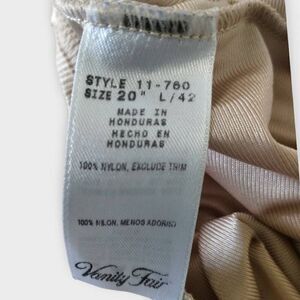 STYLE 11-760
SIZE 20" L/42
MADE IN
HONDURAS
HECHO EN
HONDURAS
100% NYLON, EXCLUDE TRIM
100% NILON, MENOS ADORNO
Vanity Fair